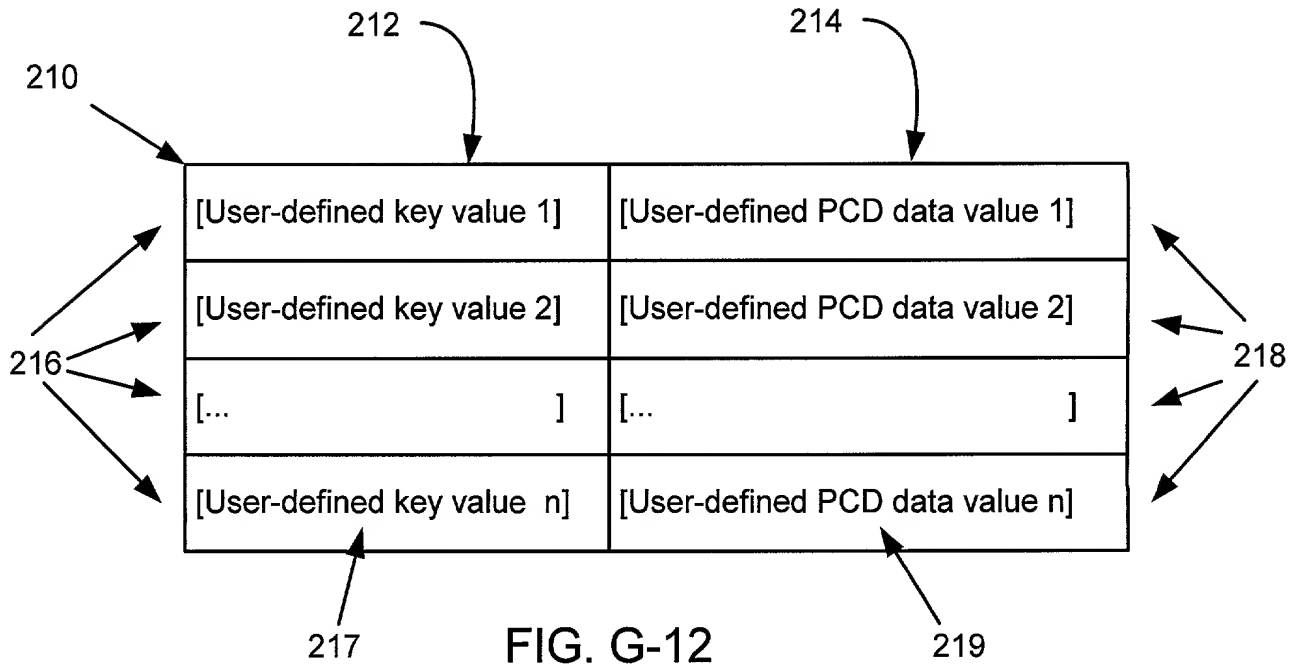 212
214
210
[User-defined key value 1] [User-defined PCD data value 1]
[User-defined key value 2] [User-defined PCD data value 2]
216
218
[... ] [... ]
[User-defined key value n] [User-defined PCD data value n]
217
FIG. G-12
219